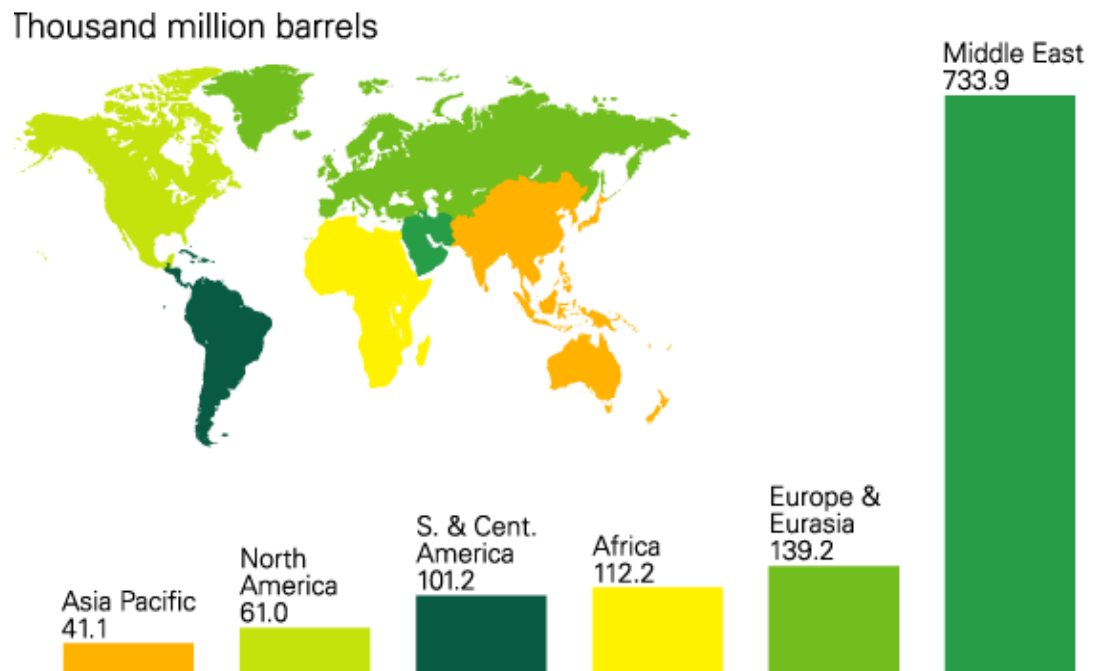 Thousand million barrels
Middle East
733.9
Europe &
Eurasia
139.2
S. & Cent.
America
101.2
Africa
112.2
North
America
61.0
Asia Pacific
41.1